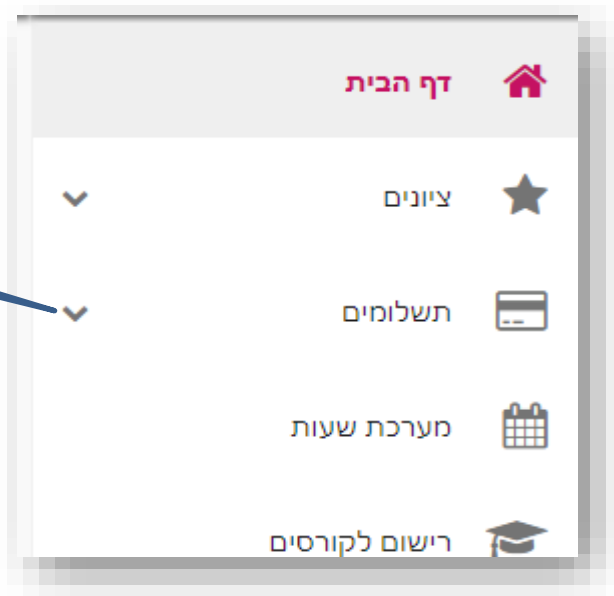 דף הבית
ציונים
תשלומים
מערכת שעות
רישום לקורסים